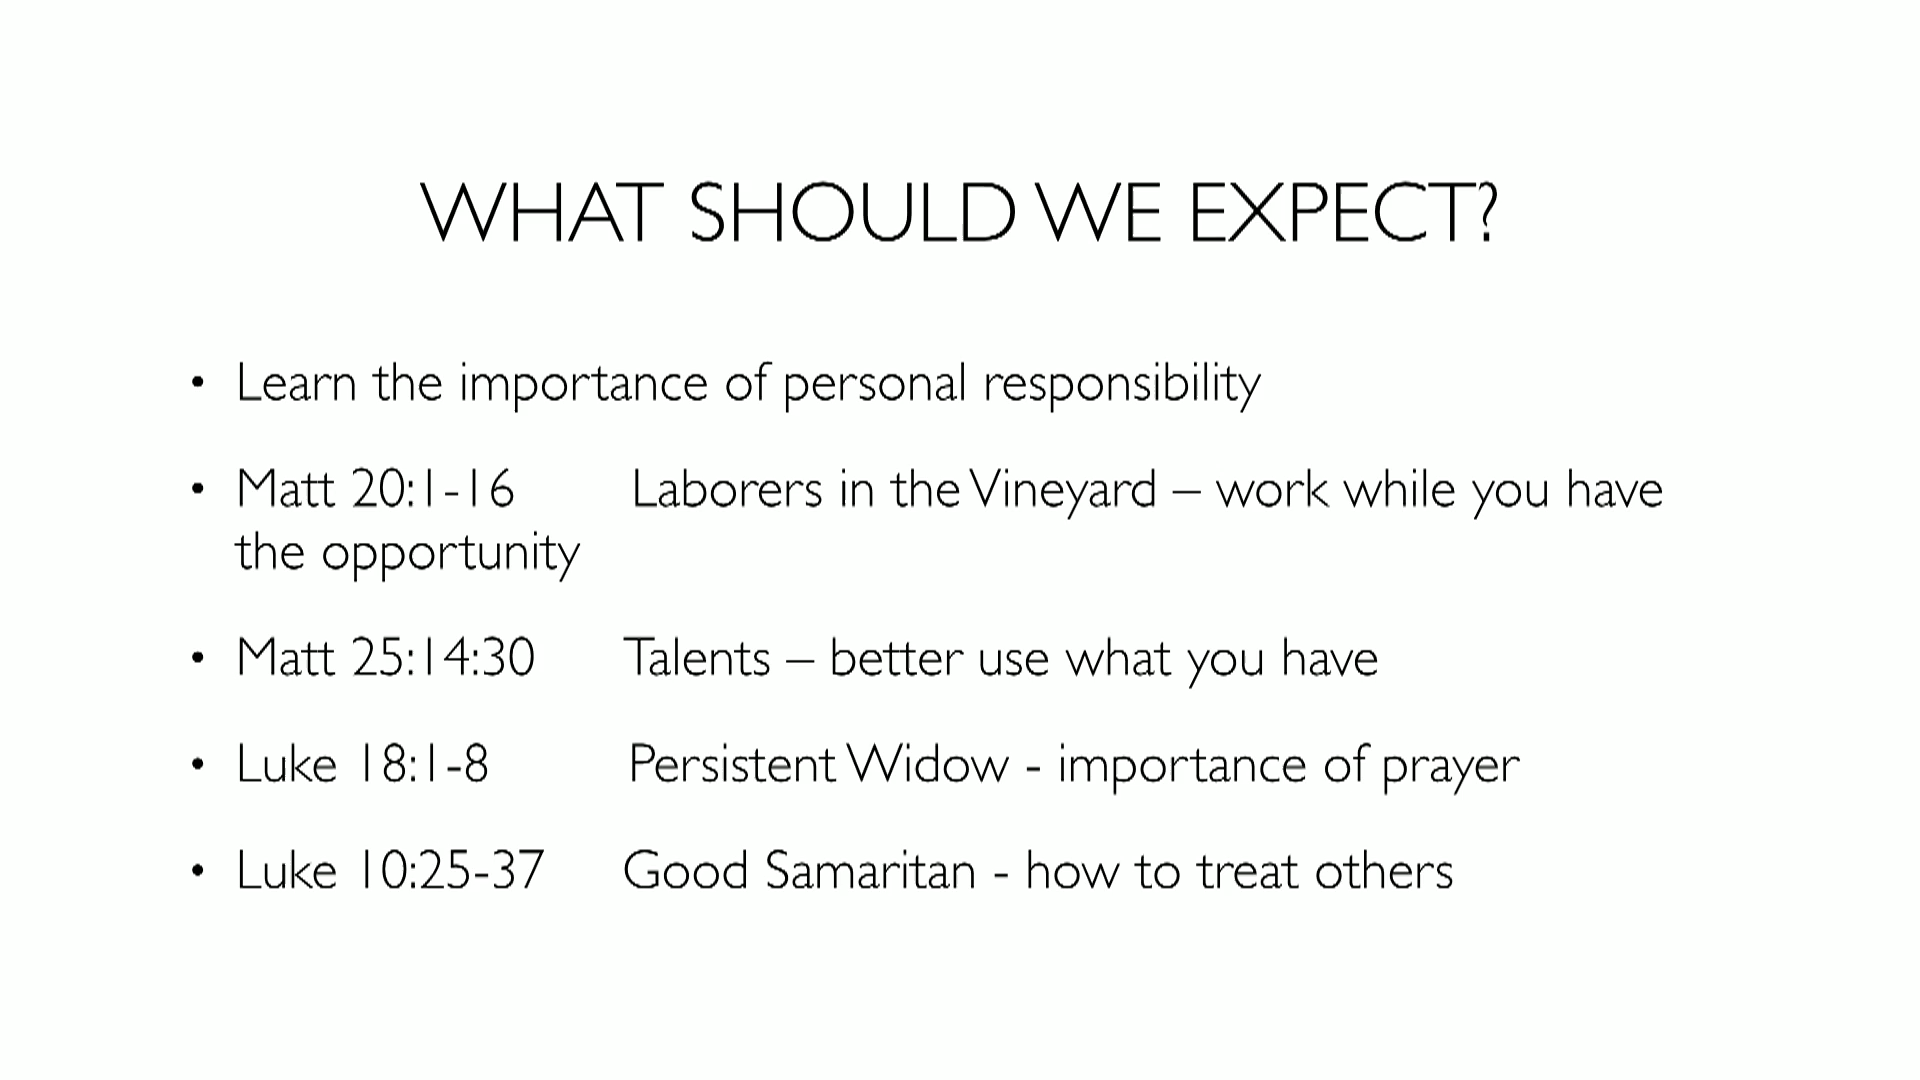 WHAT SHOULD WE EXPECT?
• Learn the importance of personal responsibility
• Matt 20:1-16 Laborers in the Vineyard – work while you have
the opportunity
• Matt 25:14:30 Talents – better use what you have
• Luke 18:1-8 Persistent Widow - importance of prayer
• Luke 10:25-37 Good Samaritan - how to treat others